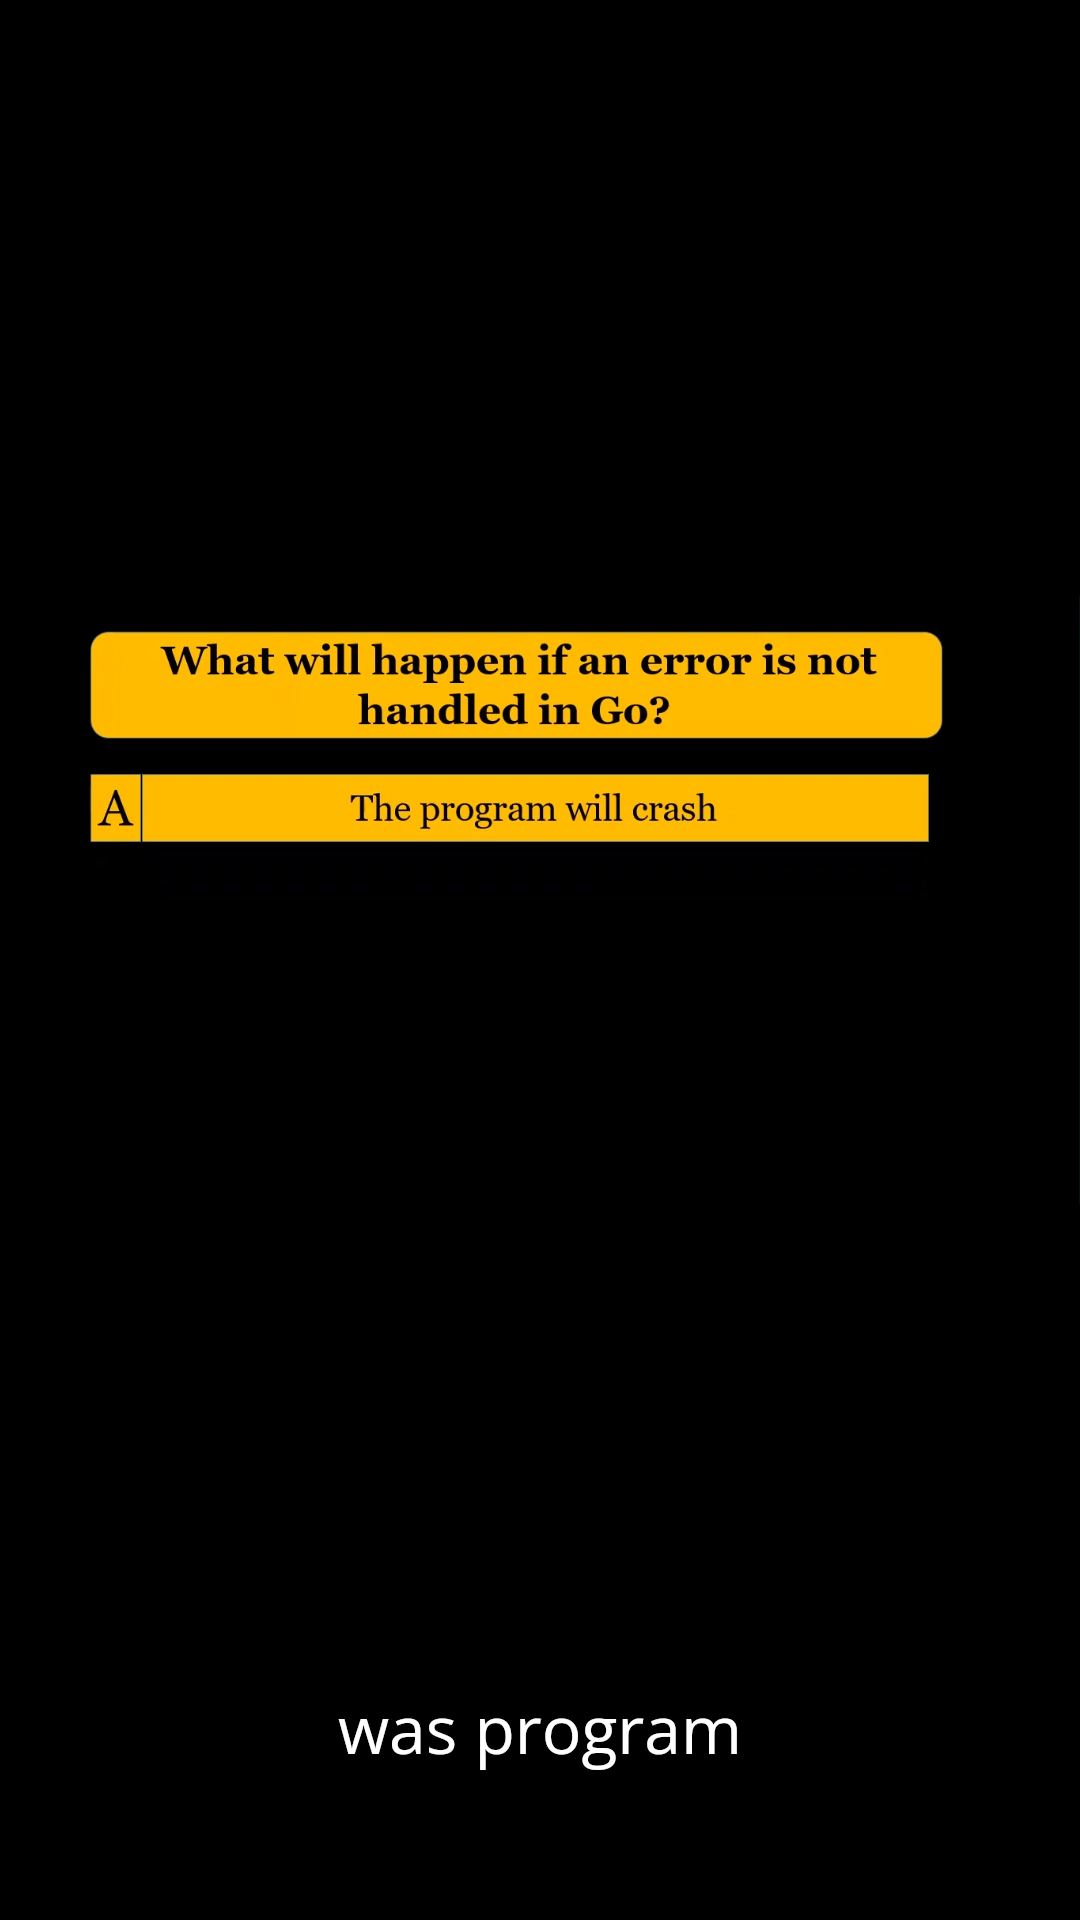 What will happen if an error is not
handled in Go?
A The program will crash
was program